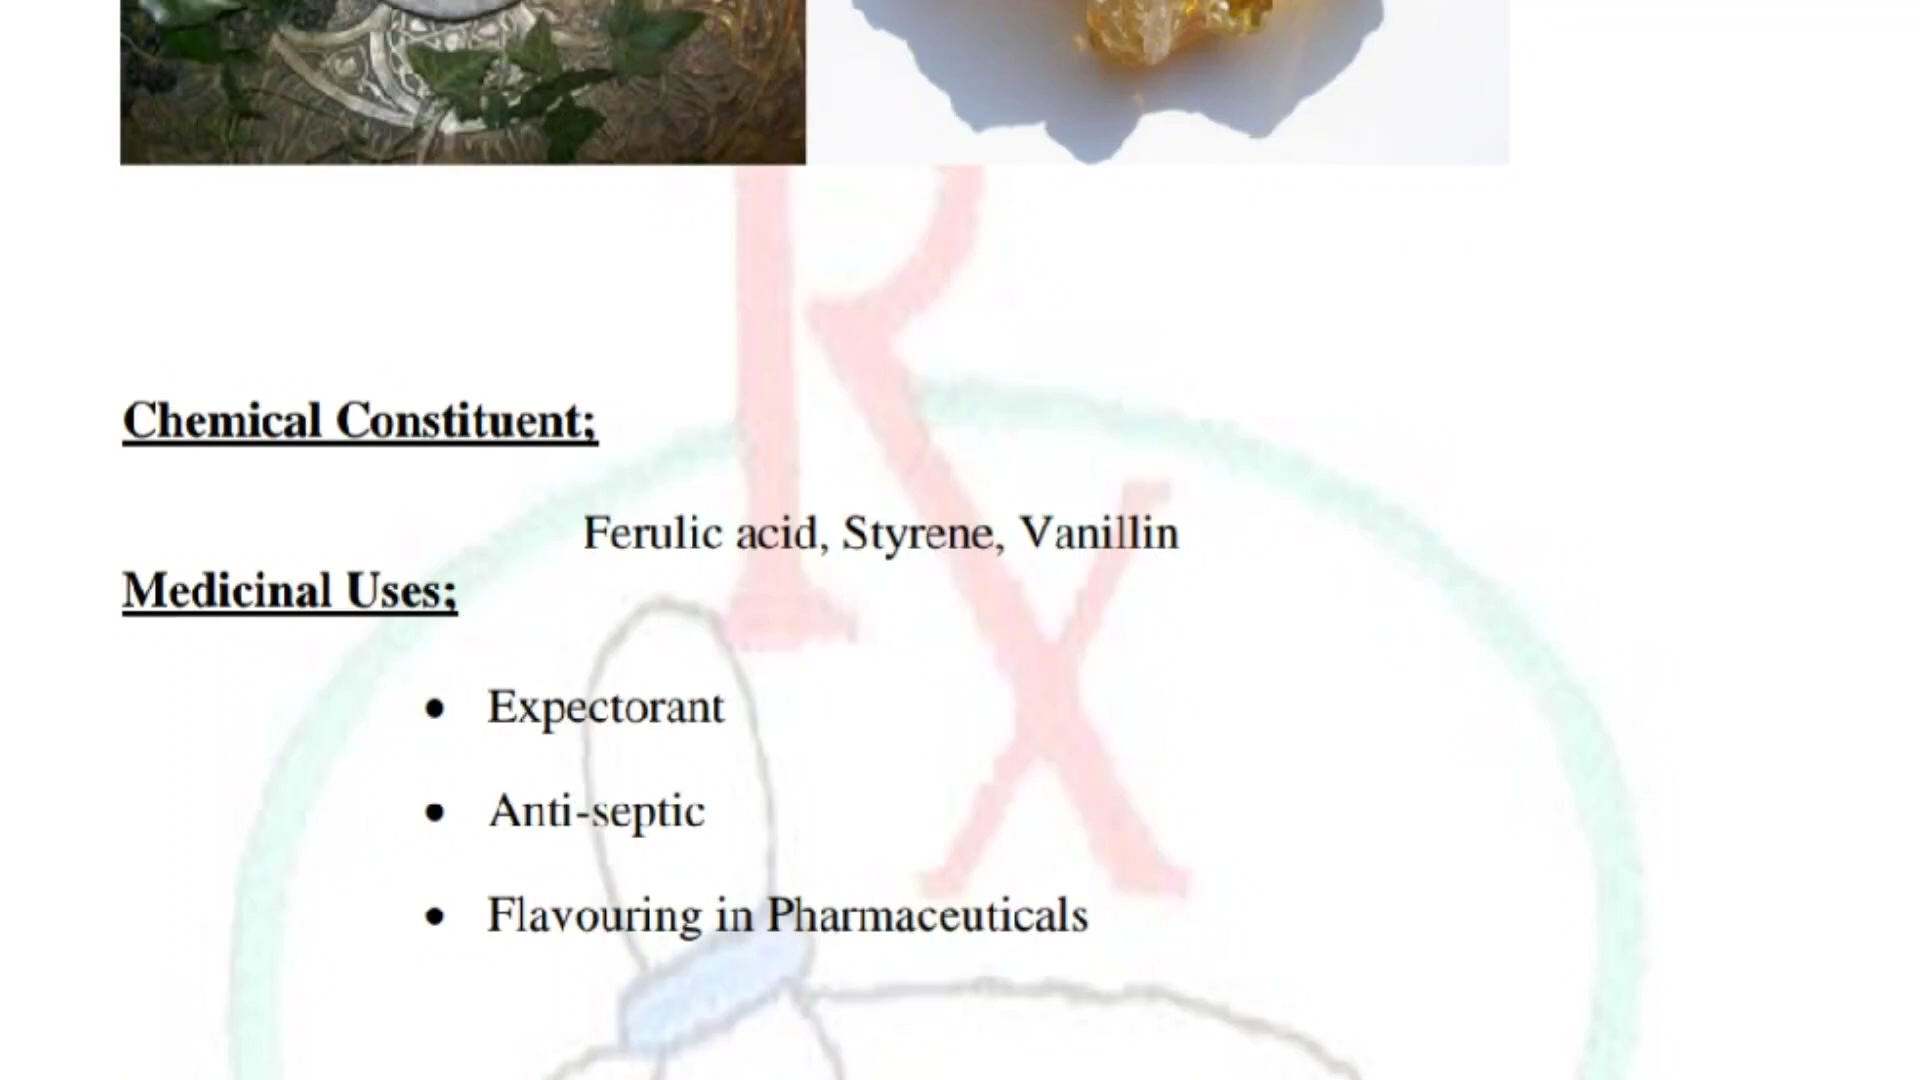 Chemical Constituent;
Ferulic acid, Styrene, Vanillin
Medicinal Uses;
• Expectorant
• Anti-septic
• Flavouring in Pharmaceuticals